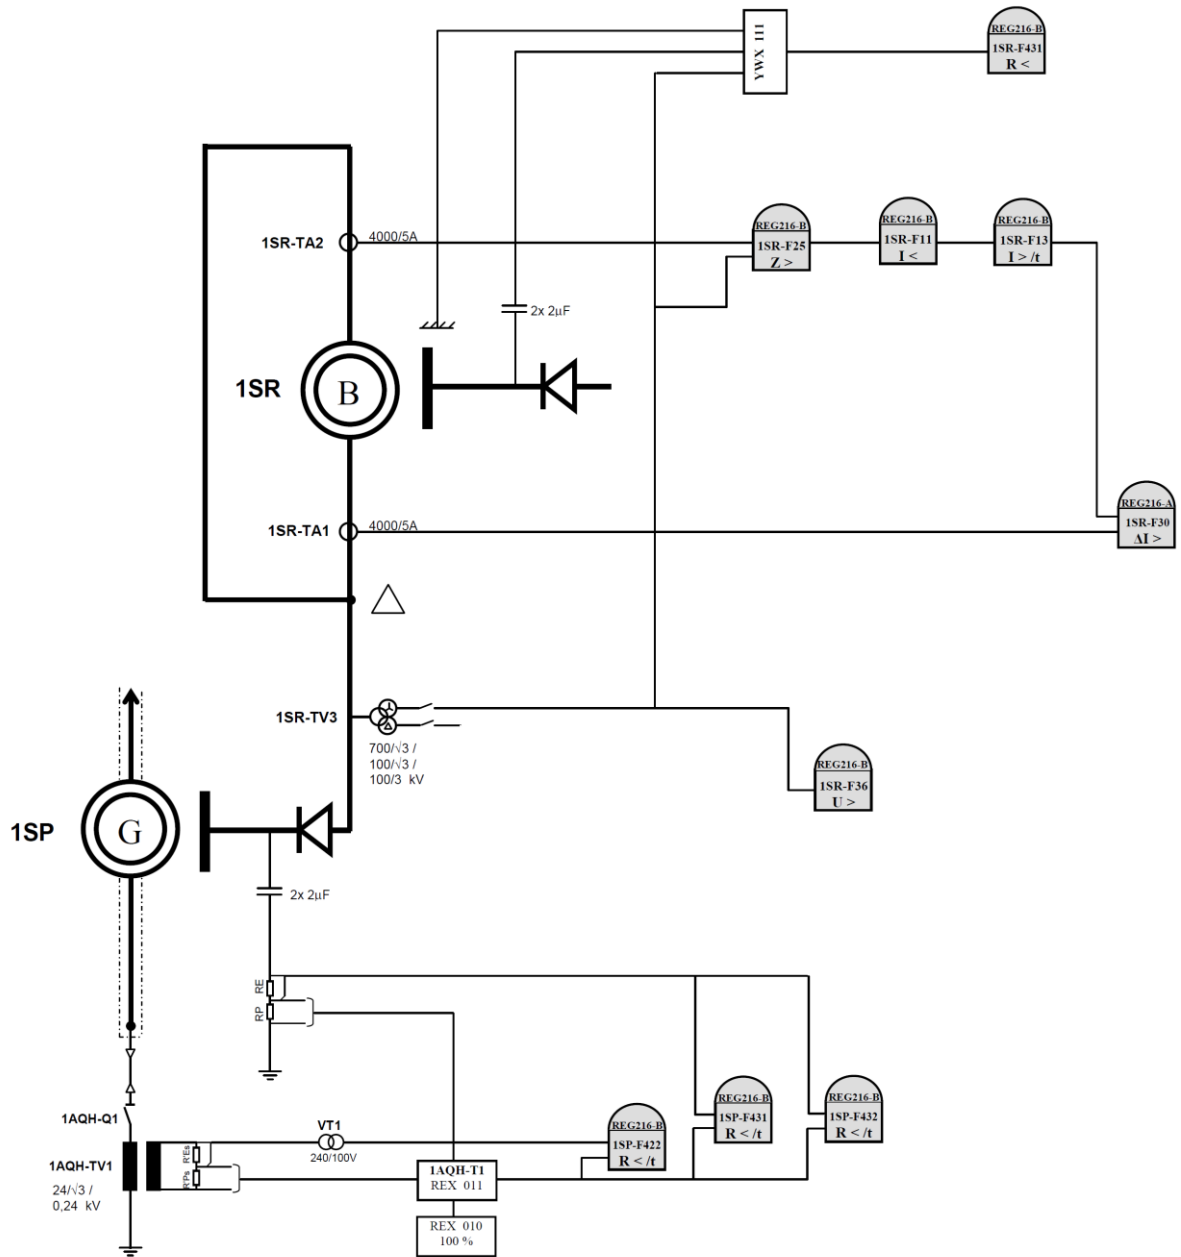 REG216-B
1SR-F431
R <
YWX 111
1SR-TA2
4000/5A
REG216-B
1SR-F25
Z >
REG216-B
1SR-F11
I <
REG216-B
1SR-F13
I > /t
2x 2µF
1SR
B
1SR-TA1
4000/5A
REG216-A
1SR-F30
ΔI >
1SR-TV3
700/√3 /
100/√3 /
100/3 kV
REG216-B
1SR-F36
U >
1SP
G
2x 2µF
RE
RP
1AQH-Q1
1AQH-TV1
24/√3 /
0,24 kV
R'Es
R'Ps
VT1
240/100V
REG216-B
1SP-F422
R < /t
REG216-B
1SP-F431
R < /t
REG216-B
1SP-F432
R < /t
1AQH-T1
REX 011
REX 010
100 %